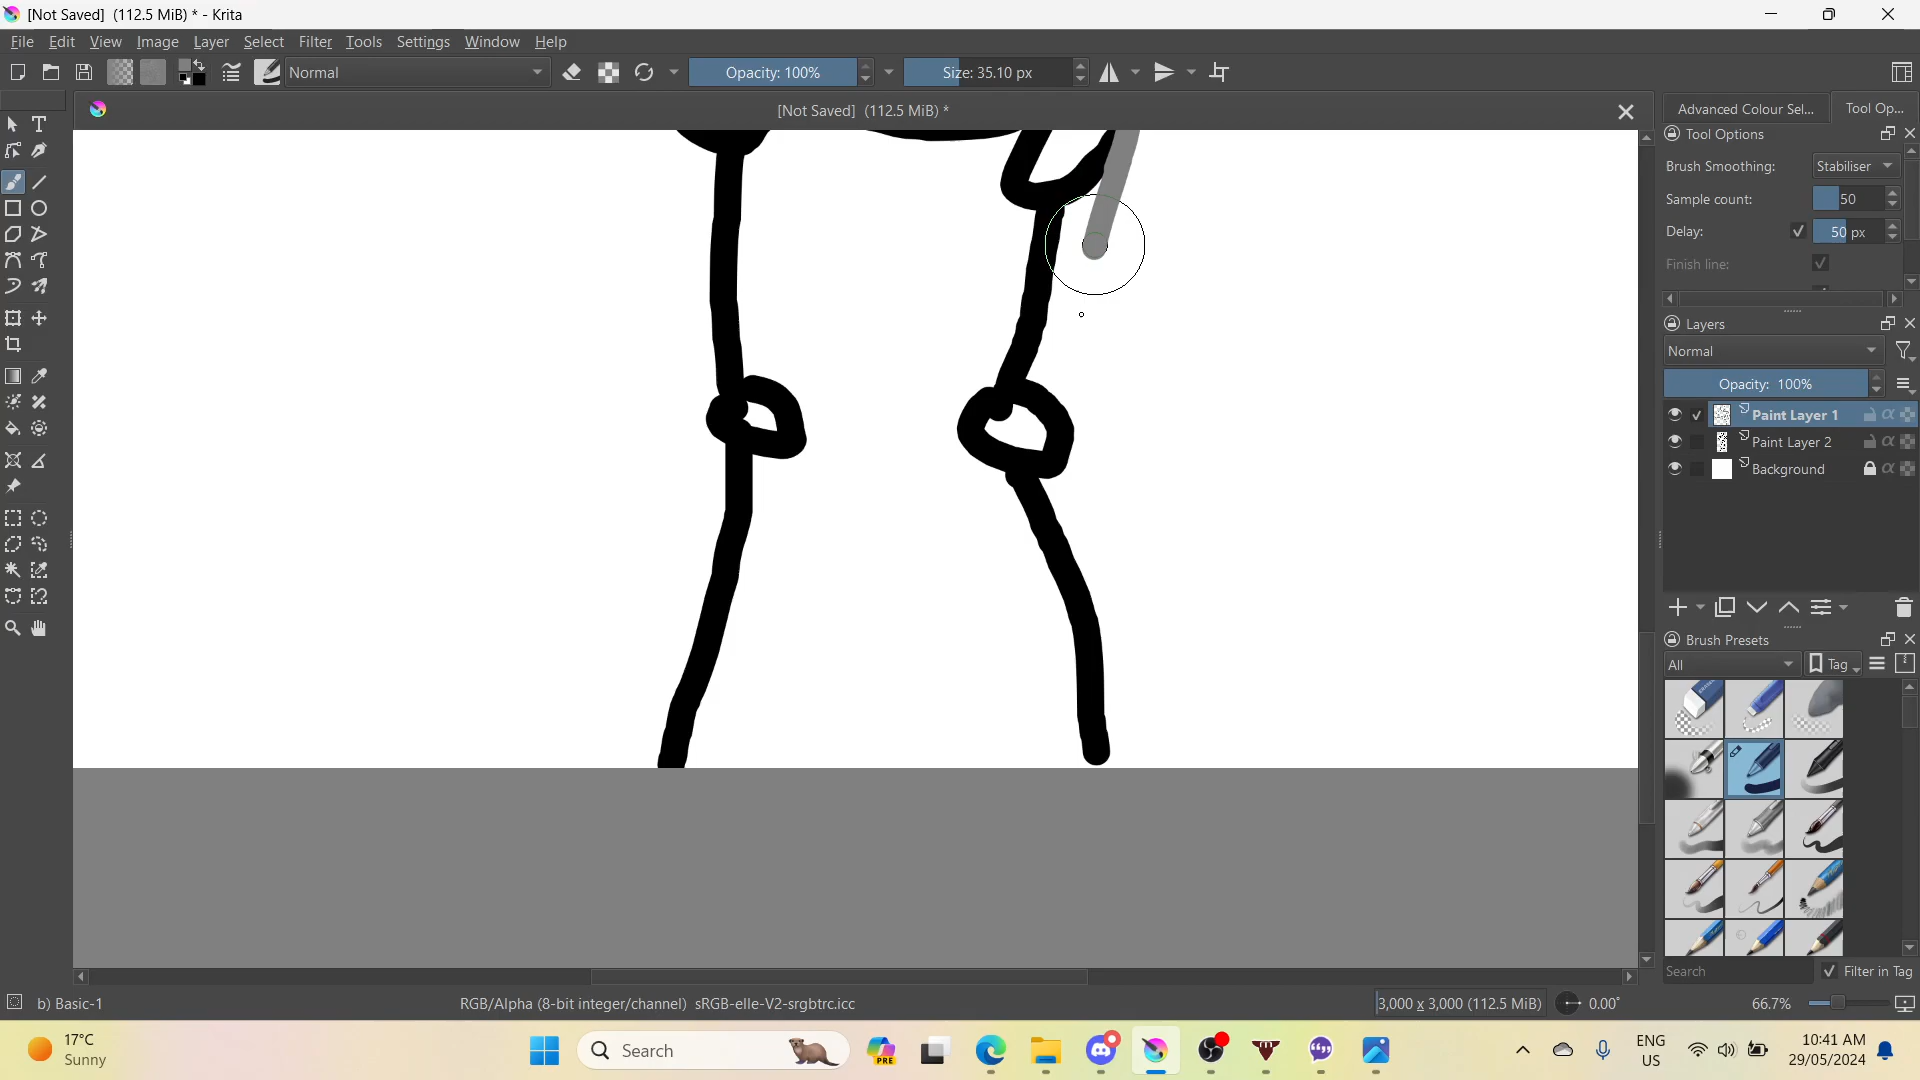 [Not Saved]  (112.5 MiB) * - Krita
File Edit View Image Layer Select Filter Tools Settings Window Help
Normal Opacity: 100% Size: 35.10 px
[Not Saved]  (112.5 MiB) *
Advanced Colour Sel... Tool Op...
Tool Options
Brush Smoothing: Stabiliser
Sample count: 50
Delay: 50 px
Finish line:
Layers
Normal
Opacity: 100%
Paint Layer 1
Paint Layer 2
Background
Brush Presets
All Tag
Search Filter in Tag
b) Basic-1 RGB/Alpha (8-bit integer/channel)  sRGB-elle-V2-srgbtrc.icc 3,000 x 3,000 (112.5 MiB) 0.00° 66.7%
17°C
Sunny
Search
PRE
ENG
US
10:41 AM
29/05/2024